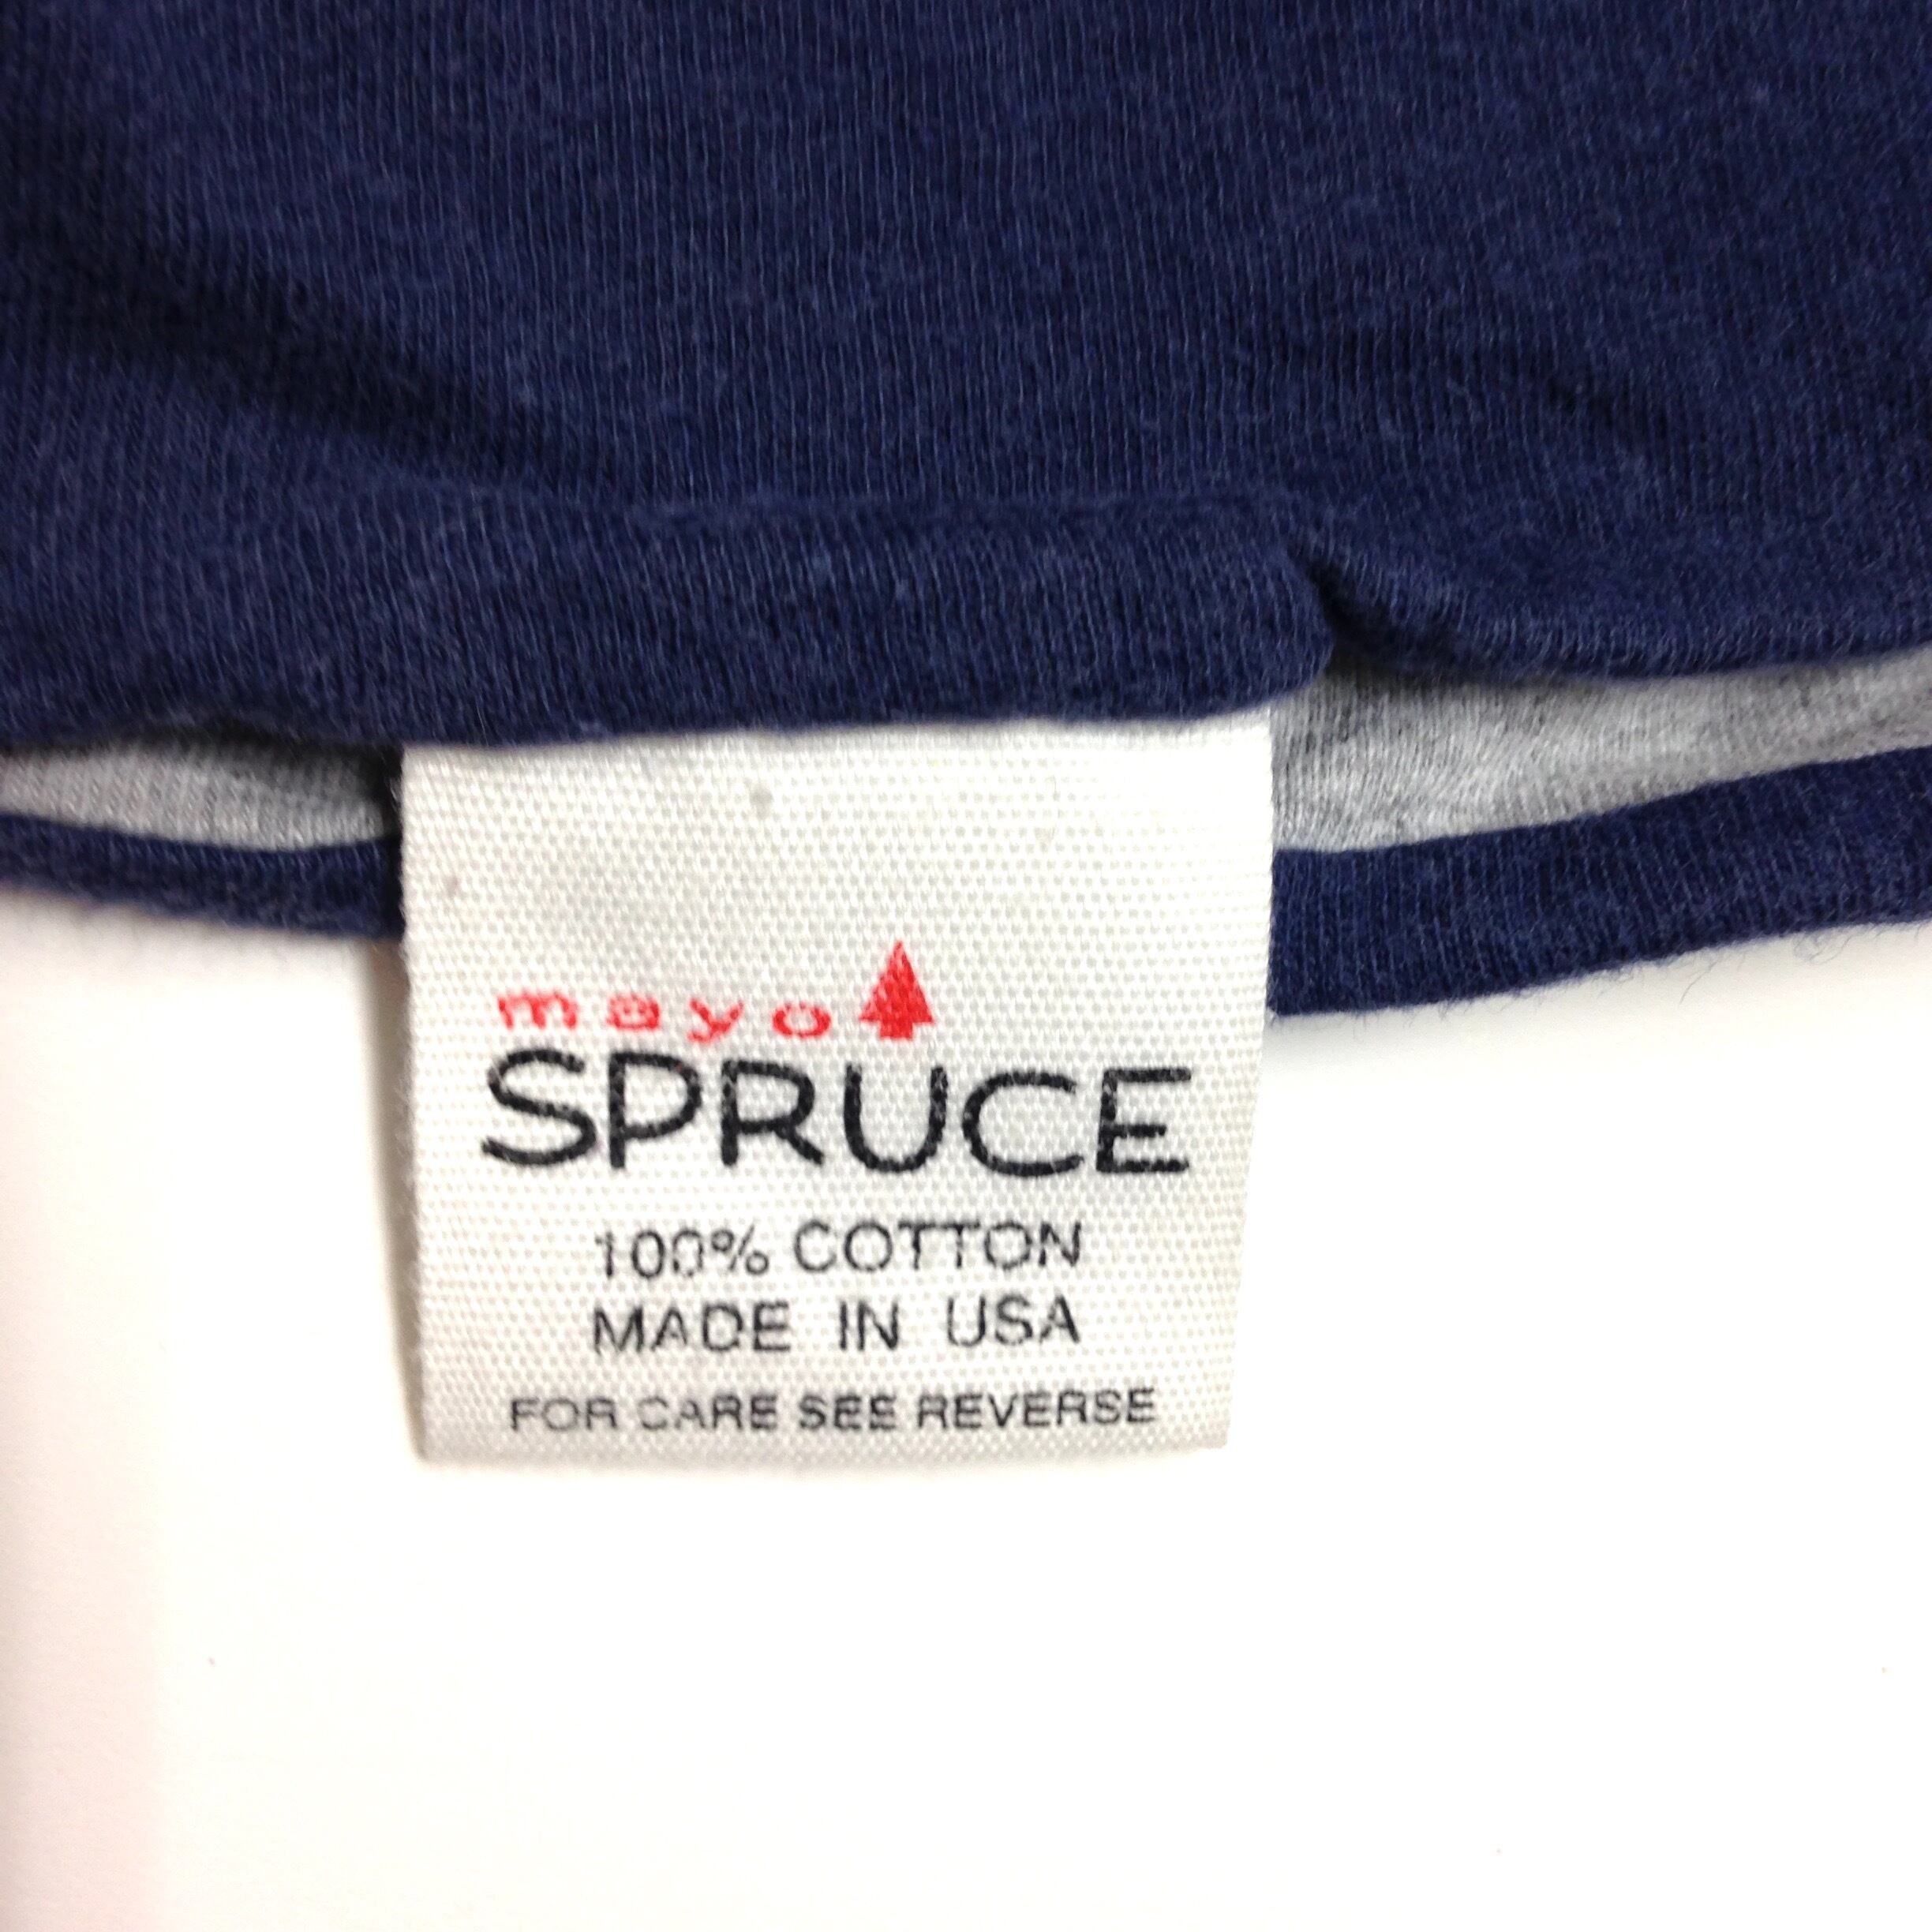 mayo
SPRUCE
100% COTTON
MADE IN USA
FOR CARE SEE REVERSE